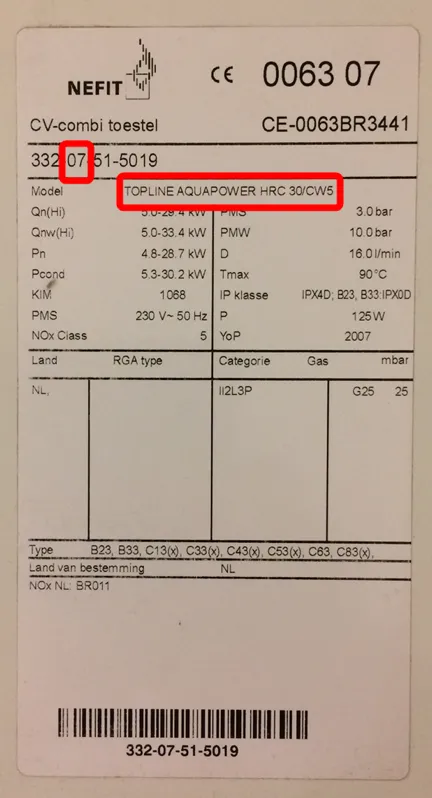 NEFIT CE 0063 07
CV-combi toestel CE-0063BR3441
332-07-51-5019
Model TOPLINE AQUAPOWER HRC 30/CW5
Qn(Hi) 5.0-29.4 kW PMS 3.0 bar
Qnw(Hi) 5.0-33.4 kW PMW 10.0 bar
Pn 4.8-28.7 kW D 16.0 l/min
Pcond 5.3-30.2 kW Tmax 90°C
KIM 1068 IP klasse IPX4D; B23, B33:IPX0D
PMS 230 V~ 50 Hz P 125W
NOx Class 5 YoP 2007
Land RGA type Categorie Gas mbar
NL, II2L3P G25 25
Type B23, B33, C13(x), C33(x), C43(x), C53(x), C63, C83(x),
Land van bestemming NL
NOx NL: BR011
332-07-51-5019